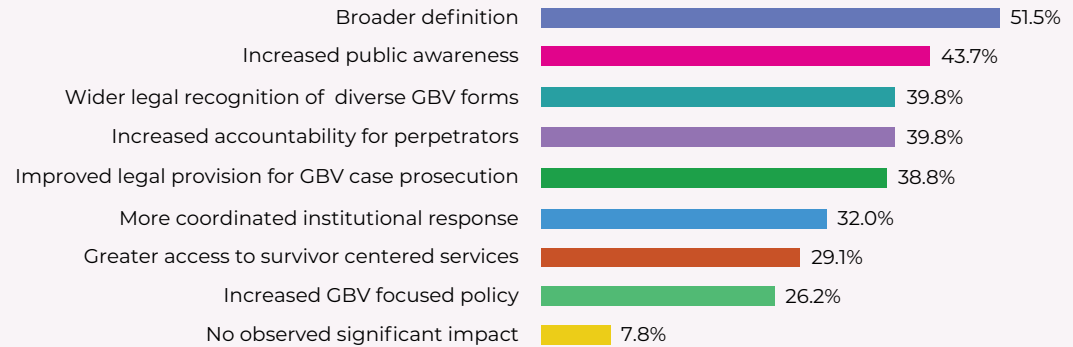 Broader definition 51.5%
Increased public awareness 43.7%
Wider legal recognition of diverse GBV forms 39.8%
Increased accountability for perpetrators 39.8%
Improved legal provision for GBV case prosecution 38.8%
More coordinated institutional response 32.0%
Greater access to survivor centered services 29.1%
Increased GBV focused policy 26.2%
No observed significant impact 7.8%